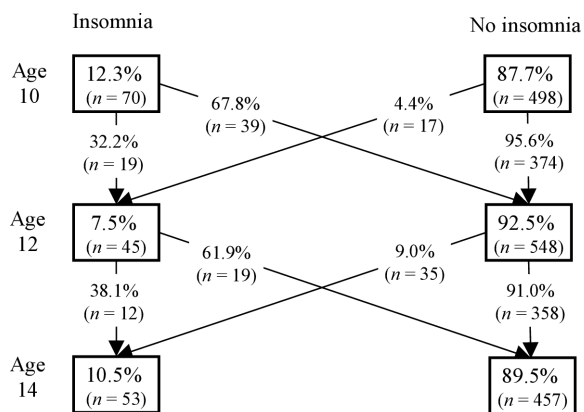 Insomnia No insomnia
Age
10
12.3%
(n = 70)
87.7%
(n = 498)
67.8%
(n = 39)
4.4%
(n = 17)
32.2%
(n = 19)
95.6%
(n = 374)
Age
12
7.5%
(n = 45)
92.5%
(n = 548)
61.9%
(n = 19)
9.0%
(n = 35)
38.1%
(n = 12)
91.0%
(n = 358)
Age
14
10.5%
(n = 53)
89.5%
(n = 457)